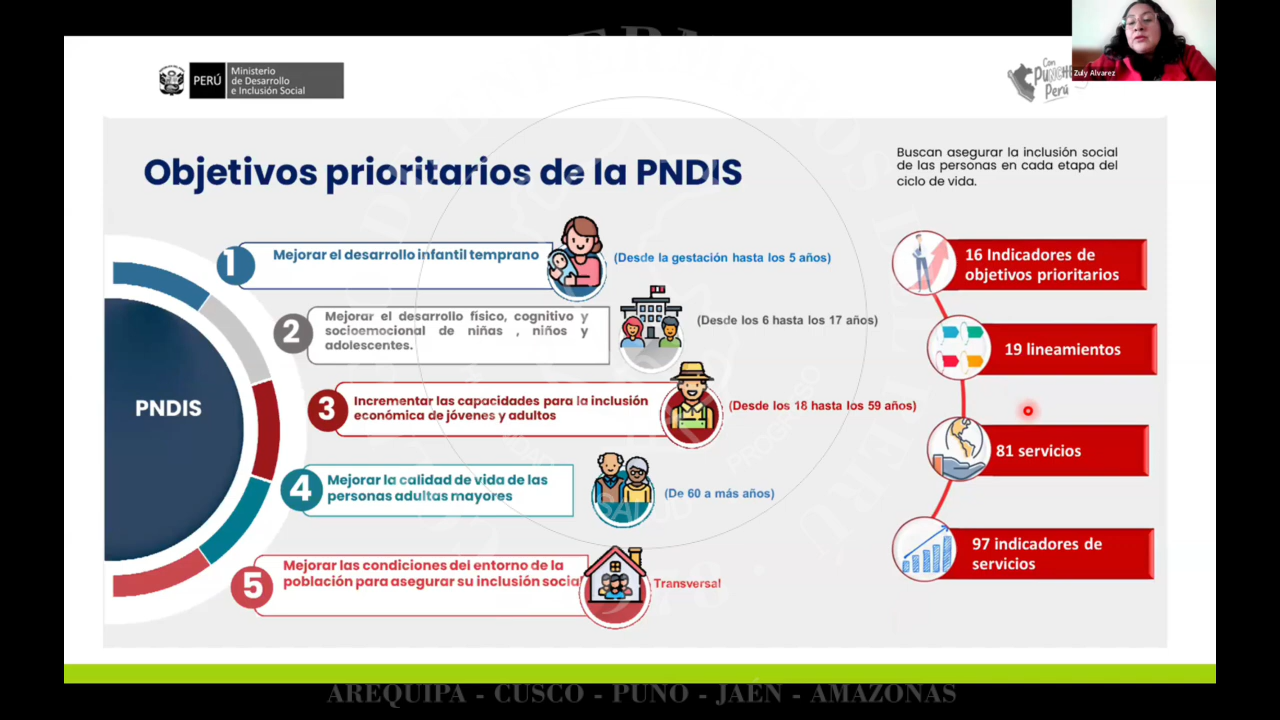 PERÚ
Ministerio
de Desarrollo
e Inclusión Social
Con
PUNCHE
Perú
Zuly Alvarez
Objetivos prioritarios de la PNDIS
Buscan asegurar la inclusión social
de las personas en cada etapa del
ciclo de vida.
PNDIS
1
Mejorar el desarrollo infantil temprano
(Desde la gestación hasta los 5 años)
2
Mejorar el desarrollo físico, cognitivo y
socioemocional de niñas , niños y
adolescentes.
(Desde los 6 hasta los 17 años)
3
Incrementar las capacidades para la inclusión
económica de jóvenes y adultos
(Desde los 18 hasta los 59 años)
4
Mejorar la calidad de vida de las
personas adultas mayores
(De 60 a más años)
5
Mejorar las condiciones del entorno de la
población para asegurar su inclusión social
Transversal
16 Indicadores de
objetivos prioritarios
19 lineamientos
81 servicios
97 indicadores de
servicios
SALUD
PROGRESO
AREQUIPA - CUSCO - PUNO - JAÉN - AMAZONAS